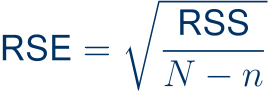 RSE = √(RSS / (N − n))